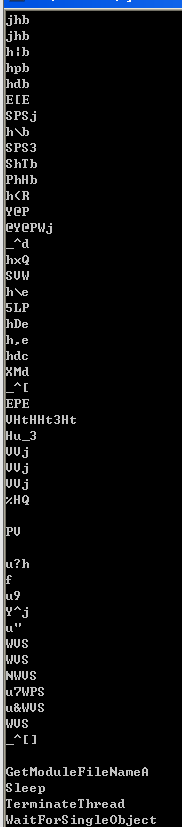 jhb
jhb
h¦b
hpb
hdb
E[E
SPSj
h\b
SPS3
ShTb
PhHb
h<R
Y@P
@Y@PWj
_^d
hxQ
SVW
h\e
5LP
hDe
h,e
hdc
XMd
_^[
EPE
VHtHHt3Ht
Hu_3
VVj
VVj
VVj
%HQ
PV
u?h
f
u9
Y^j
u"
WVS
WVS
NWVS
u7WPS
u&WVS
WVS
_^[]
GetModuleFileNameA
Sleep
TerminateThread
WaitForSingleObject